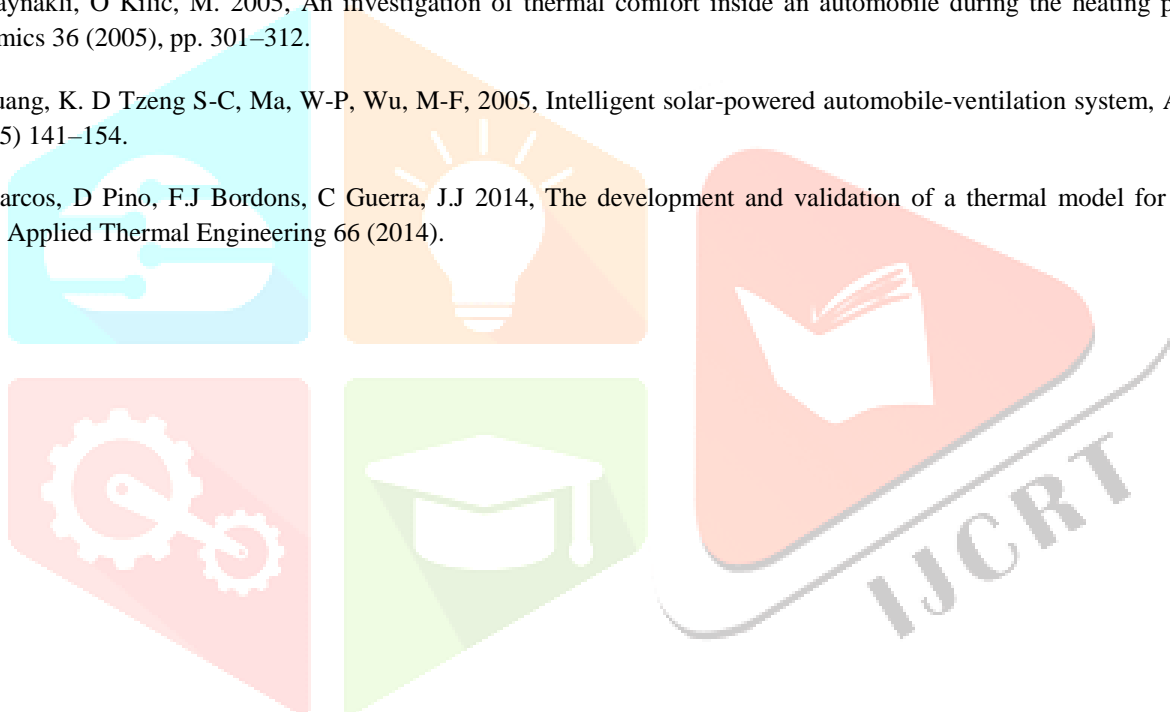 aynakli, O Kilic, M. 2005, An investigation of thermal comfort inside an automobile during the heating p
mics 36 (2005), pp. 301–312.
uang, K. D Tzeng S-C, Ma, W-P, Wu, M-F, 2005, Intelligent solar-powered automobile-ventilation system, A
5) 141–154.
arcos, D Pino, F.J Bordons, C Guerra, J.J 2014, The development and validation of a thermal model for
Applied Thermal Engineering 66 (2014).
IJCRT